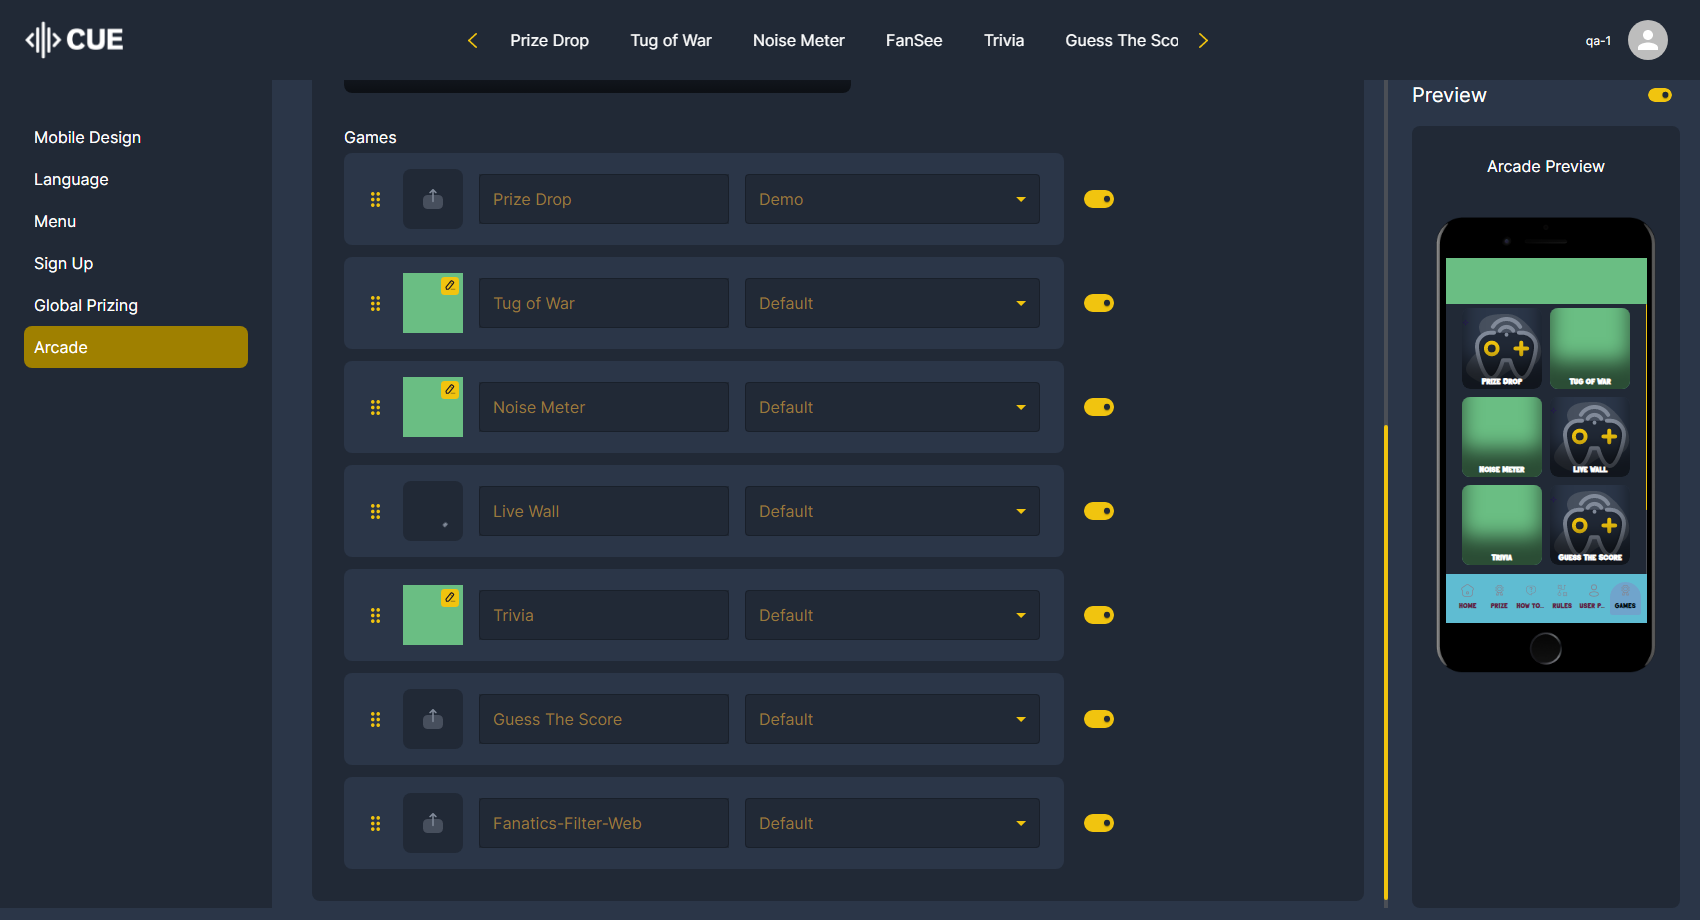 CUE
Prize Drop
Tug of War
Noise Meter
FanSee
Trivia
Guess The Sco
qa-1
Mobile Design
Language
Menu
Sign Up
Global Prizing
Arcade
Games
Prize Drop
Demo
Tug of War
Default
Noise Meter
Default
Live Wall
Default
Trivia
Default
Guess The Score
Default
Fanatics-Filter-Web
Default
Preview
Arcade Preview
Prize Drop
Tug of War
Noise Meter
Live Wall
Trivia
Guess The Score
HOME
PRIZE
HOW TO..
RULES
USER P..
GAMES